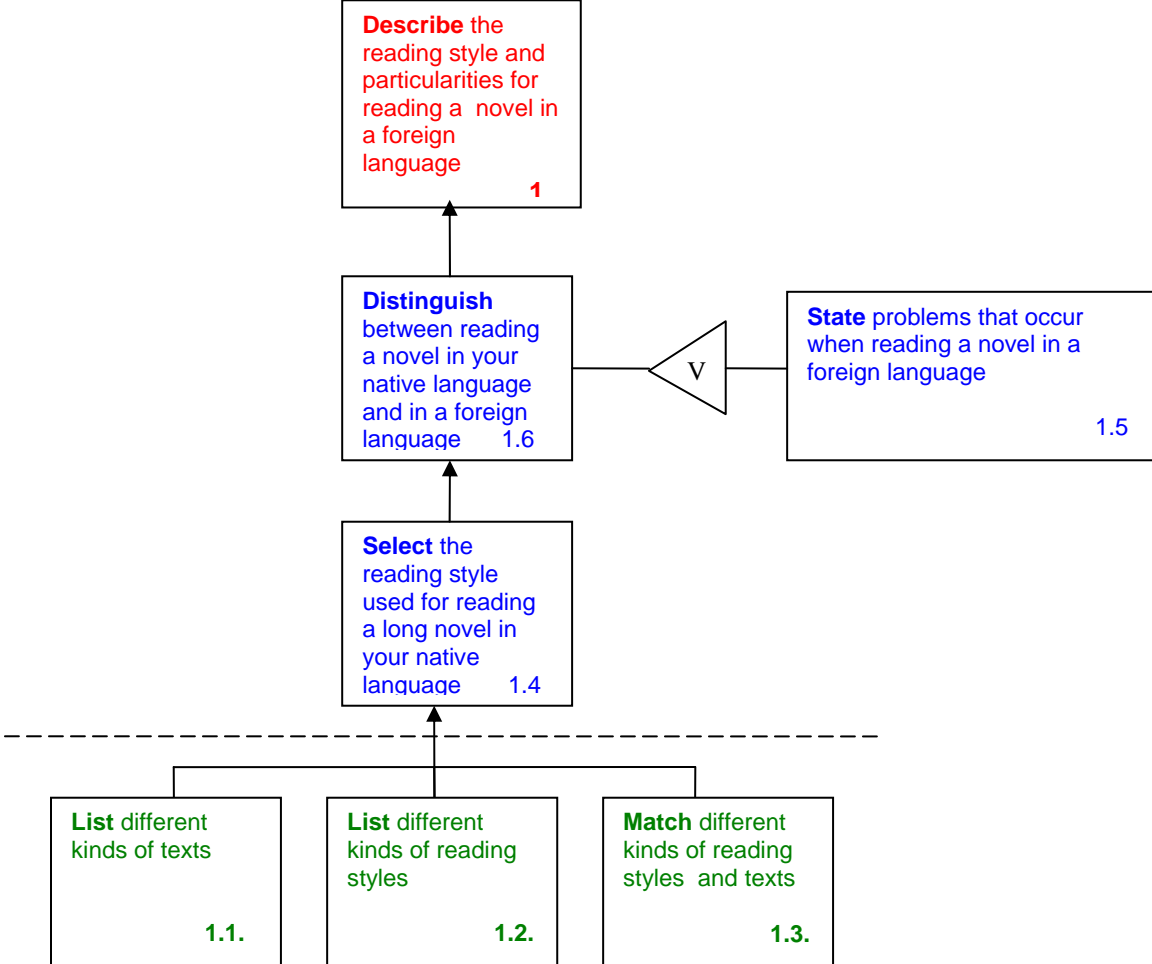 Describe the
reading style and
particularities for
reading a novel in
a foreign
language
1
Distinguish
between reading
a novel in your
native language
and in a foreign
language 1.6
V
State problems that occur
when reading a novel in a
foreign language
1.5
Select the
reading style
used for reading
a long novel in
your native
language 1.4
List different
kinds of texts
1.1.
List different
kinds of reading
styles
1.2.
Match different
kinds of reading
styles and texts
1.3.